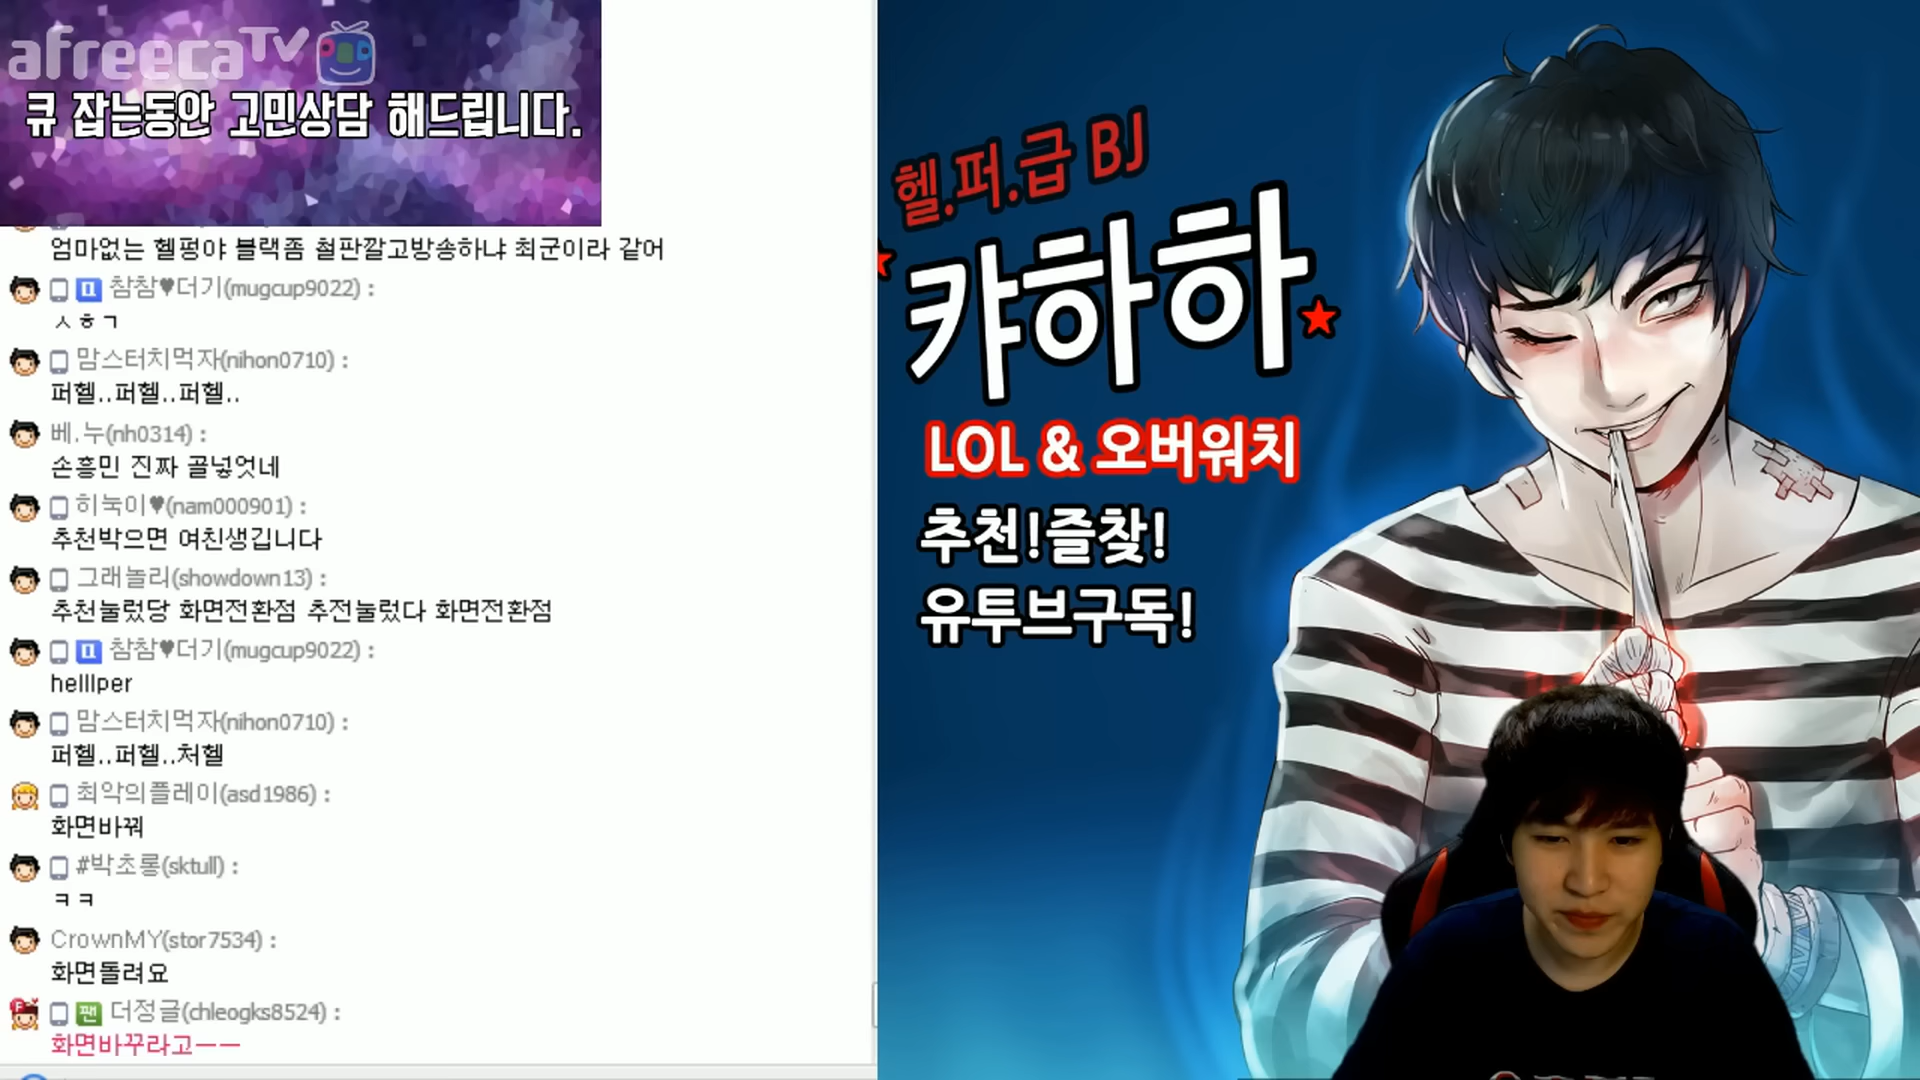 afreecaTV
큐 잡는동안 고민상담 해드립니다.
엄마없는 헬펑야 블랙좀 철판깔고방송하냐 최군이라 같어
참참♥더기(mugcup9022) :
ㅅㅎㄱ
맘스터치먹자(nihon0710) :
퍼헬..퍼헬..퍼헬..
베.누(nh0314) :
손흥민 진짜 골넣엇네
히눅이♥(nam000901) :
추천박으면 여친생깁니다
그래놀리(showdown13) :
추천눌렀당 화면전환점 추전눌렀다 화면전환점
참참♥더기(mugcup9022) :
helllper
맘스터치먹자(nihon0710) :
퍼헬..퍼헬..처헬
최악의플레이(asd1986) :
화면바꿔
#박초롱(sktull) :
ㅋㅋ
CrownMY(stor7534) :
화면돌려요
팬 더정글(chleogks8524) :
화면바꾸라고ㅡㅡ
헬.퍼.급 BJ
캬하하
LOL & 오버워치
추천!즐찾!
유투브구독!